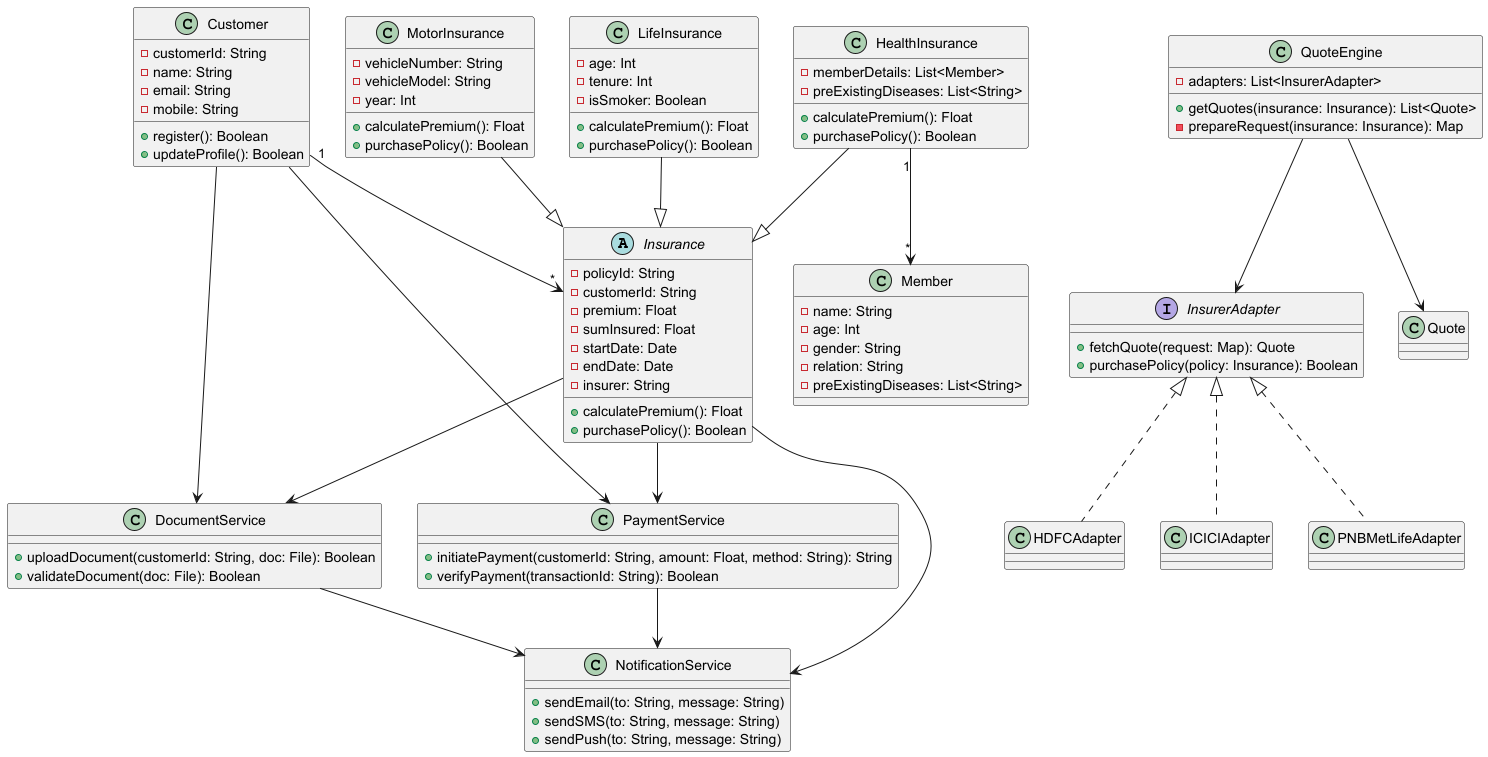 C Customer
customerId: String
name: String
email: String
mobile: String
register(): Boolean
updateProfile(): Boolean
C MotorInsurance
vehicleNumber: String
vehicleModel: String
year: Int
calculatePremium(): Float
purchasePolicy(): Boolean
C LifeInsurance
age: Int
tenure: Int
isSmoker: Boolean
calculatePremium(): Float
purchasePolicy(): Boolean
C HealthInsurance
memberDetails: List<Member>
preExistingDiseases: List<String>
calculatePremium(): Float
purchasePolicy(): Boolean
C QuoteEngine
adapters: List<InsurerAdapter>
getQuotes(insurance: Insurance): List<Quote>
prepareRequest(insurance: Insurance): Map
1
*
1
*
A Insurance
policyId: String
customerId: String
premium: Float
sumInsured: Float
startDate: Date
endDate: Date
insurer: String
calculatePremium(): Float
purchasePolicy(): Boolean
C Member
name: String
age: Int
gender: String
relation: String
preExistingDiseases: List<String>
I InsurerAdapter
fetchQuote(request: Map): Quote
purchasePolicy(policy: Insurance): Boolean
C Quote
C DocumentService
uploadDocument(customerId: String, doc: File): Boolean
validateDocument(doc: File): Boolean
C PaymentService
initiatePayment(customerId: String, amount: Float, method: String): String
verifyPayment(transactionId: String): Boolean
C HDFCAdapter
C ICICIAdapter
C PNBMetLifeAdapter
C NotificationService
sendEmail(to: String, message: String)
sendSMS(to: String, message: String)
sendPush(to: String, message: String)